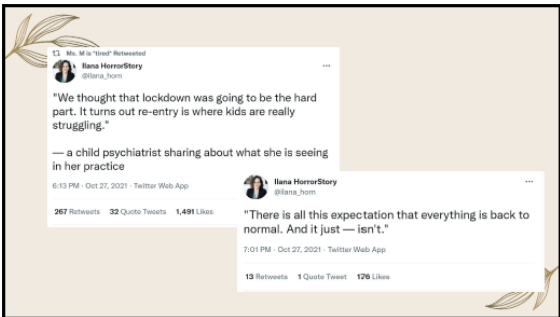 Ms. M is *tired* Retweeted
Ilana HorrorStory
@ilana_horn
"We thought that lockdown was going to be the hard
part. It turns out re-entry is where kids are really
struggling."
— a child psychiatrist sharing about what she is seeing
in her practice
6:13 PM · Oct 27, 2021 · Twitter Web App
267 Retweets 32 Quote Tweets 1,491 Likes
Ilana HorrorStory
@ilana_horn
"There is all this expectation that everything is back to
normal. And it just — isn't."
7:01 PM · Oct 27, 2021 · Twitter Web App
13 Retweets 1 Quote Tweet 176 Likes